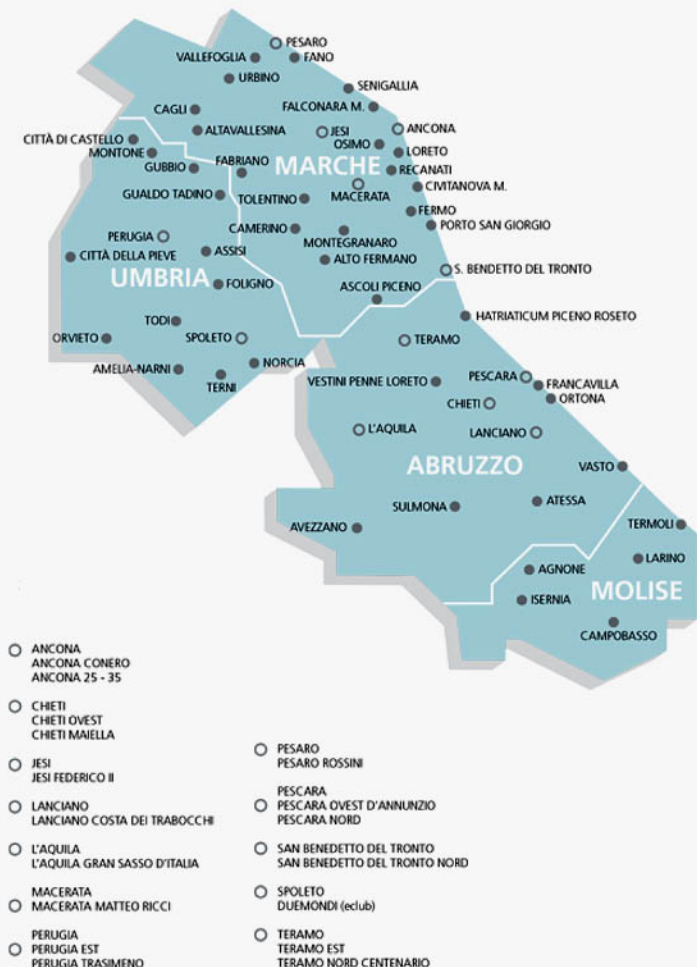 PESARO
VALLEFOGLIA
FANO
URBINO
SENIGALLIA
CAGLI
FALCONARA M.
ALTAVALLESINA
JESI
ANCONA
CITTÀ DI CASTELLO
OSIMO
MONTONE
LORETO
FABRIANO
MARCHE
GUBBIO
RECANATI
CIVITANOVA M.
GUALDO TADINO
TOLENTINO
MACERATA
FERMO
PORTO SAN GIORGIO
CAMERINO
PERUGIA
MONTEGRANARO
ASSISI
CITTÀ DELLA PIEVE
ALTO FERMANO
S. BENDETTO DEL TRONTO
UMBRIA
FOLIGNO
ASCOLI PICENO
HATRIATICUM PICENO ROSETO
TODI
ORVIETO
SPOLETO
TERAMO
NORCIA
AMELIA-NARNI
TERNI
VESTINI PENNE LORETO
PESCARA
FRANCAVILLA
CHIETI
ORTONA
L'AQUILA
LANCIANO
ABRUZZO
VASTO
SULMONA
ATESSA
AVEZZANO
TERMOLI
LARINO
AGNONE
MOLISE
ISERNIA
CAMPOBASSO
ANCONA
ANCONA CONERO
ANCONA 25 - 35
CHIETI
CHIETI OVEST
CHIETI MAIELLA
JESI
JESI FEDERICO II
LANCIANO
LANCIANO COSTA DEI TRABOCCHI
L'AQUILA
L'AQUILA GRAN SASSO D'ITALIA
MACERATA
MACERATA MATTEO RICCI
PERUGIA
PERUGIA EST
PERUGIA TRASIMENO
PESARO
PESARO ROSSINI
PESCARA
PESCARA OVEST D'ANNUNZIO
PESCARA NORD
SAN BENEDETTO DEL TRONTO
SAN BENEDETTO DEL TRONTO NORD
SPOLETO
DUEMONDI (eclub)
TERAMO
TERAMO EST
TERAMO NORD CENTENARIO